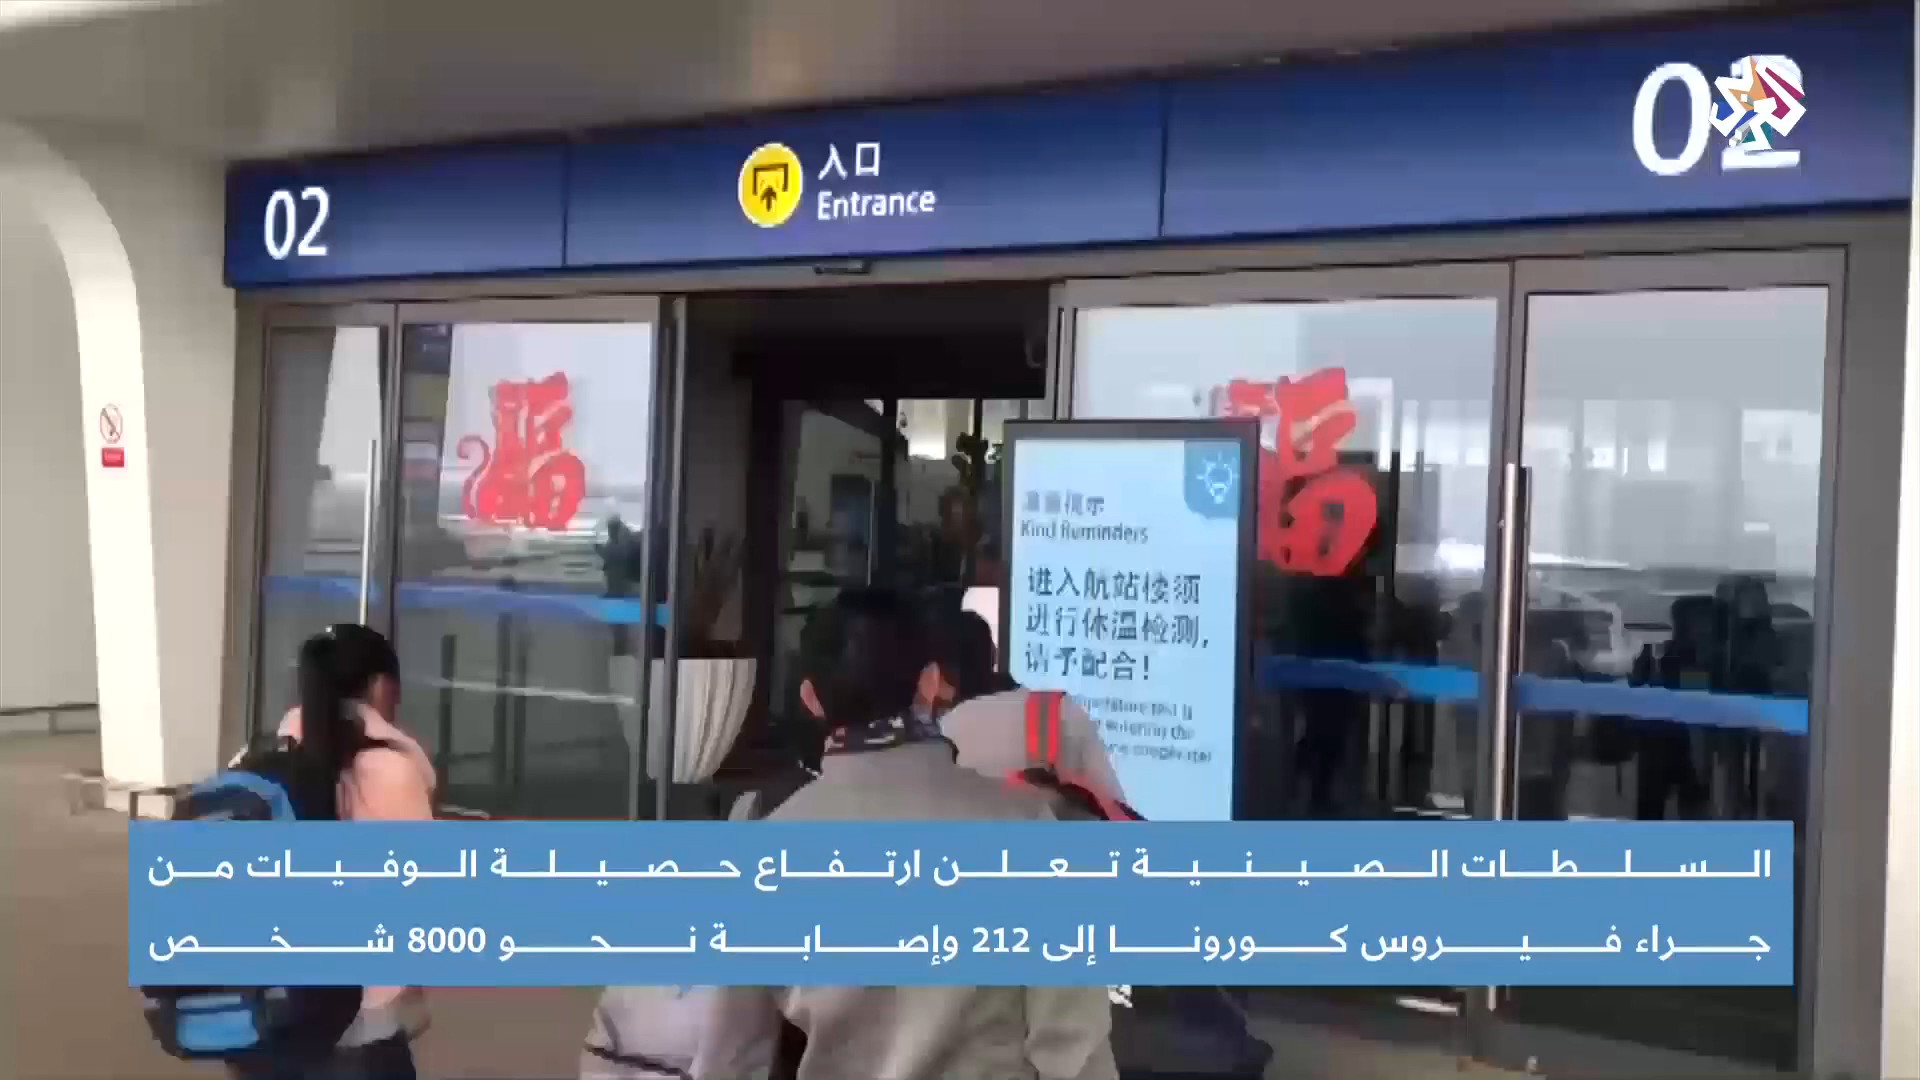 02
入口
Entrance
02
福
福
温馨提示
Kind Reminders
进入航站楼须
进行体温检测,
请予配合!
السلطات الصينية تعلن ارتفاع حصيلة الوفيات من
جراء فيروس كورونا إلى 212 وإصابة نحو 8000 شخص